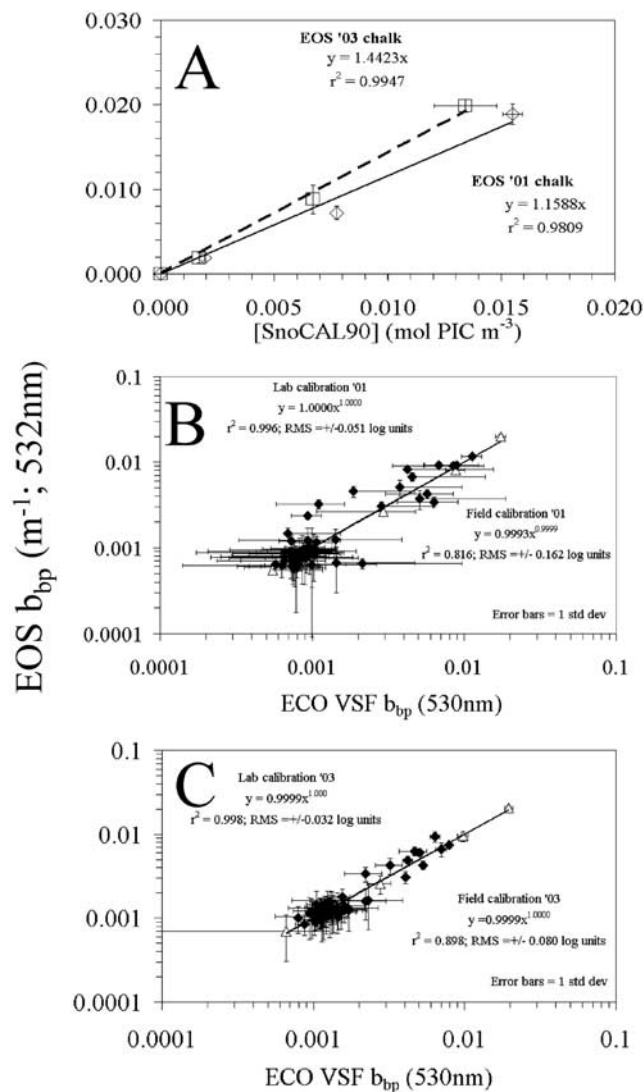 A
EOS '03 chalk
y = 1.4423x
r² = 0.9947
EOS '01 chalk
y = 1.1588x
r² = 0.9809
0.030
0.020
0.010
0.000
0.000 0.005 0.010 0.015 0.020
[SnoCAL90] (mol PIC m⁻³)
EOS b_bp (m⁻¹; 532nm)
B
Lab calibration '01
y = 1.0000x^1.0000
r² = 0.996; RMS =+/-0.051 log units
Field calibration '01
y = 0.9993x^0.9999
r² = 0.816; RMS =+/- 0.162 log units
Error bars = 1 std dev
0.1
0.01
0.001
0.0001
0.0001 0.001 0.01 0.1
ECO VSF b_bp (530nm)
C
Lab calibration '03
y = 0.9999x^1.000
r² = 0.998; RMS =+/-0.032 log units
Field calibration '03
y =0.9999x^1.0000
r² = 0.898; RMS =+/- 0.080 log units
Error bars = 1 std dev
0.1
0.01
0.001
0.0001
0.0001 0.001 0.01 0.1
ECO VSF b_bp (530nm)